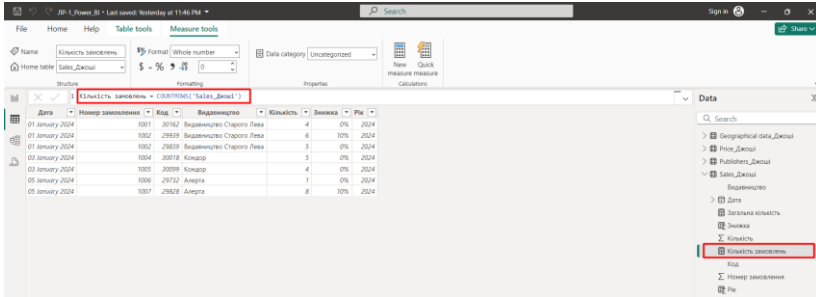 ЛР-1_Power_BI • Last saved: Yesterday at 11:46 PM
Search
Sign in
File Home Help Table tools Measure tools
Share
Name Кількість замовлень
Format Whole number
Data category Uncategorized
Home table Sales_Джоші
$ % 9 0
New measure
Quick measure
Structure Formatting Properties Calculations
1 Кількість замовлень = COUNTROWS('Sales_Джоші')
Дата Номер замовлення Код Видавництво Кількість Знижка Рік
01 January 2024 1001 30162 Видавництво Старого Лева 4 0% 2024
01 January 2024 1002 29939 Видавництво Старого Лева 6 10% 2024
01 January 2024 1002 29839 Видавництво Старого Лева 5 0% 2024
03 January 2024 1004 30018 Кондор 5 0% 2024
03 January 2024 1005 30099 Кондор 4 0% 2024
05 January 2024 1006 29732 Алерта 1 0% 2024
05 January 2024 1007 29828 Алерта 8 10% 2024
Data
Search
Geographical data_Джоші
Price_Джоші
Publishers_Джоші
Sales_Джоші
Видавництво
Дата
Загальна кількість
Знижка
Кількість
Кількість замовлень
Код
Номер замовлення
Рік